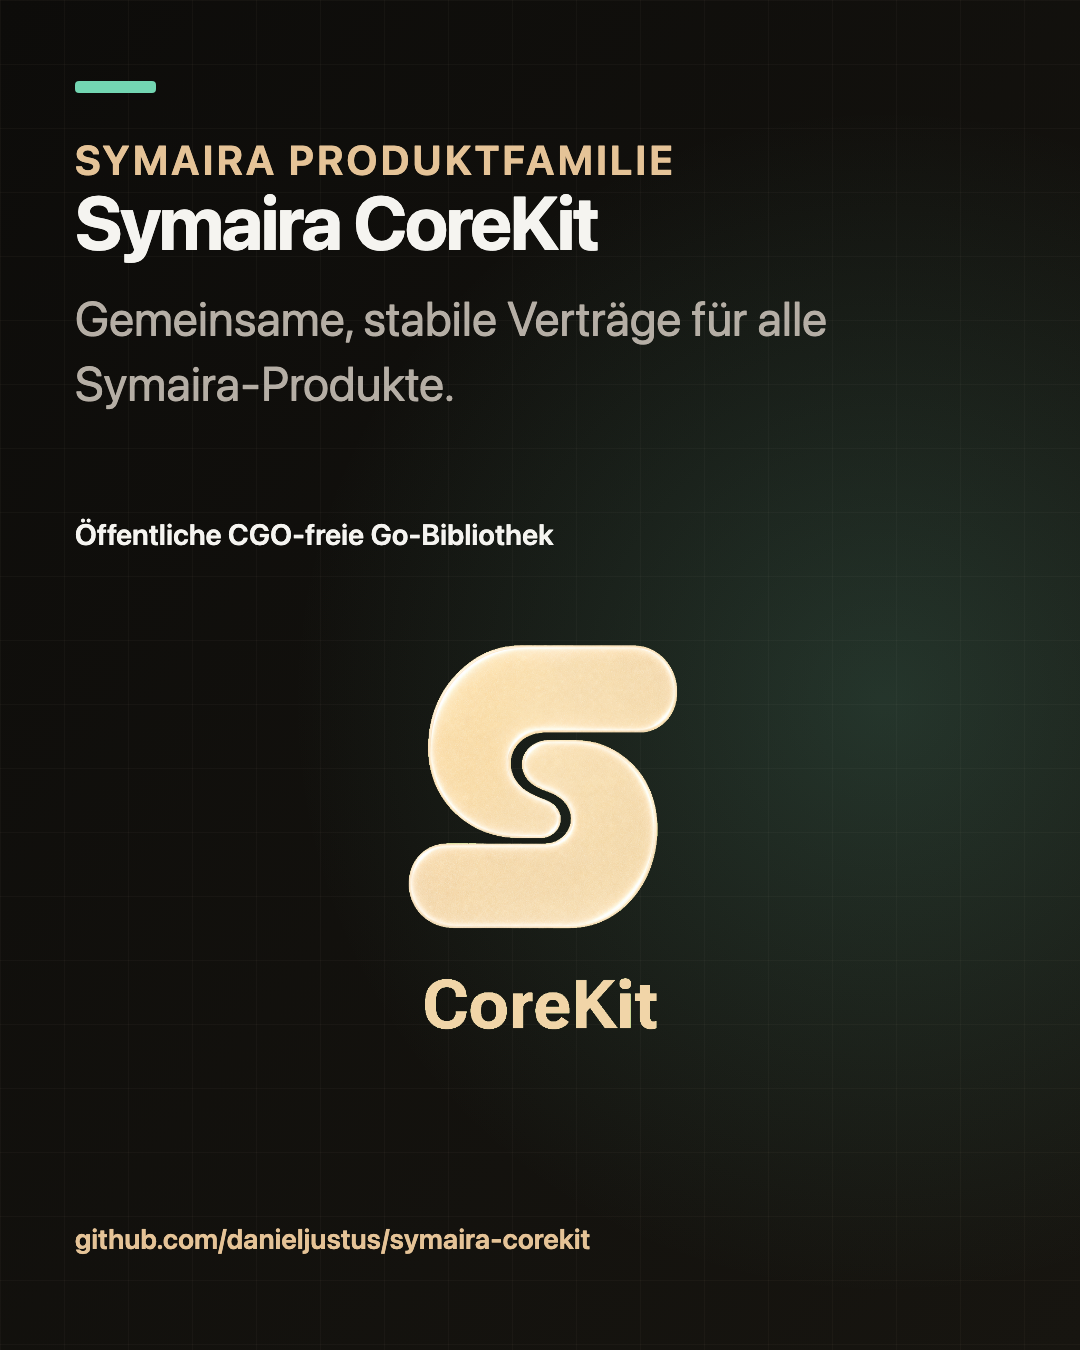 SYMAIRA PRODUKTFAMILIE
Symaira CoreKit
Gemeinsame, stabile Verträge für alle
Symaira-Produkte.
Öffentliche CGO-freie Go-Bibliothek
CoreKit
github.com/danieljustus/symaira-corekit